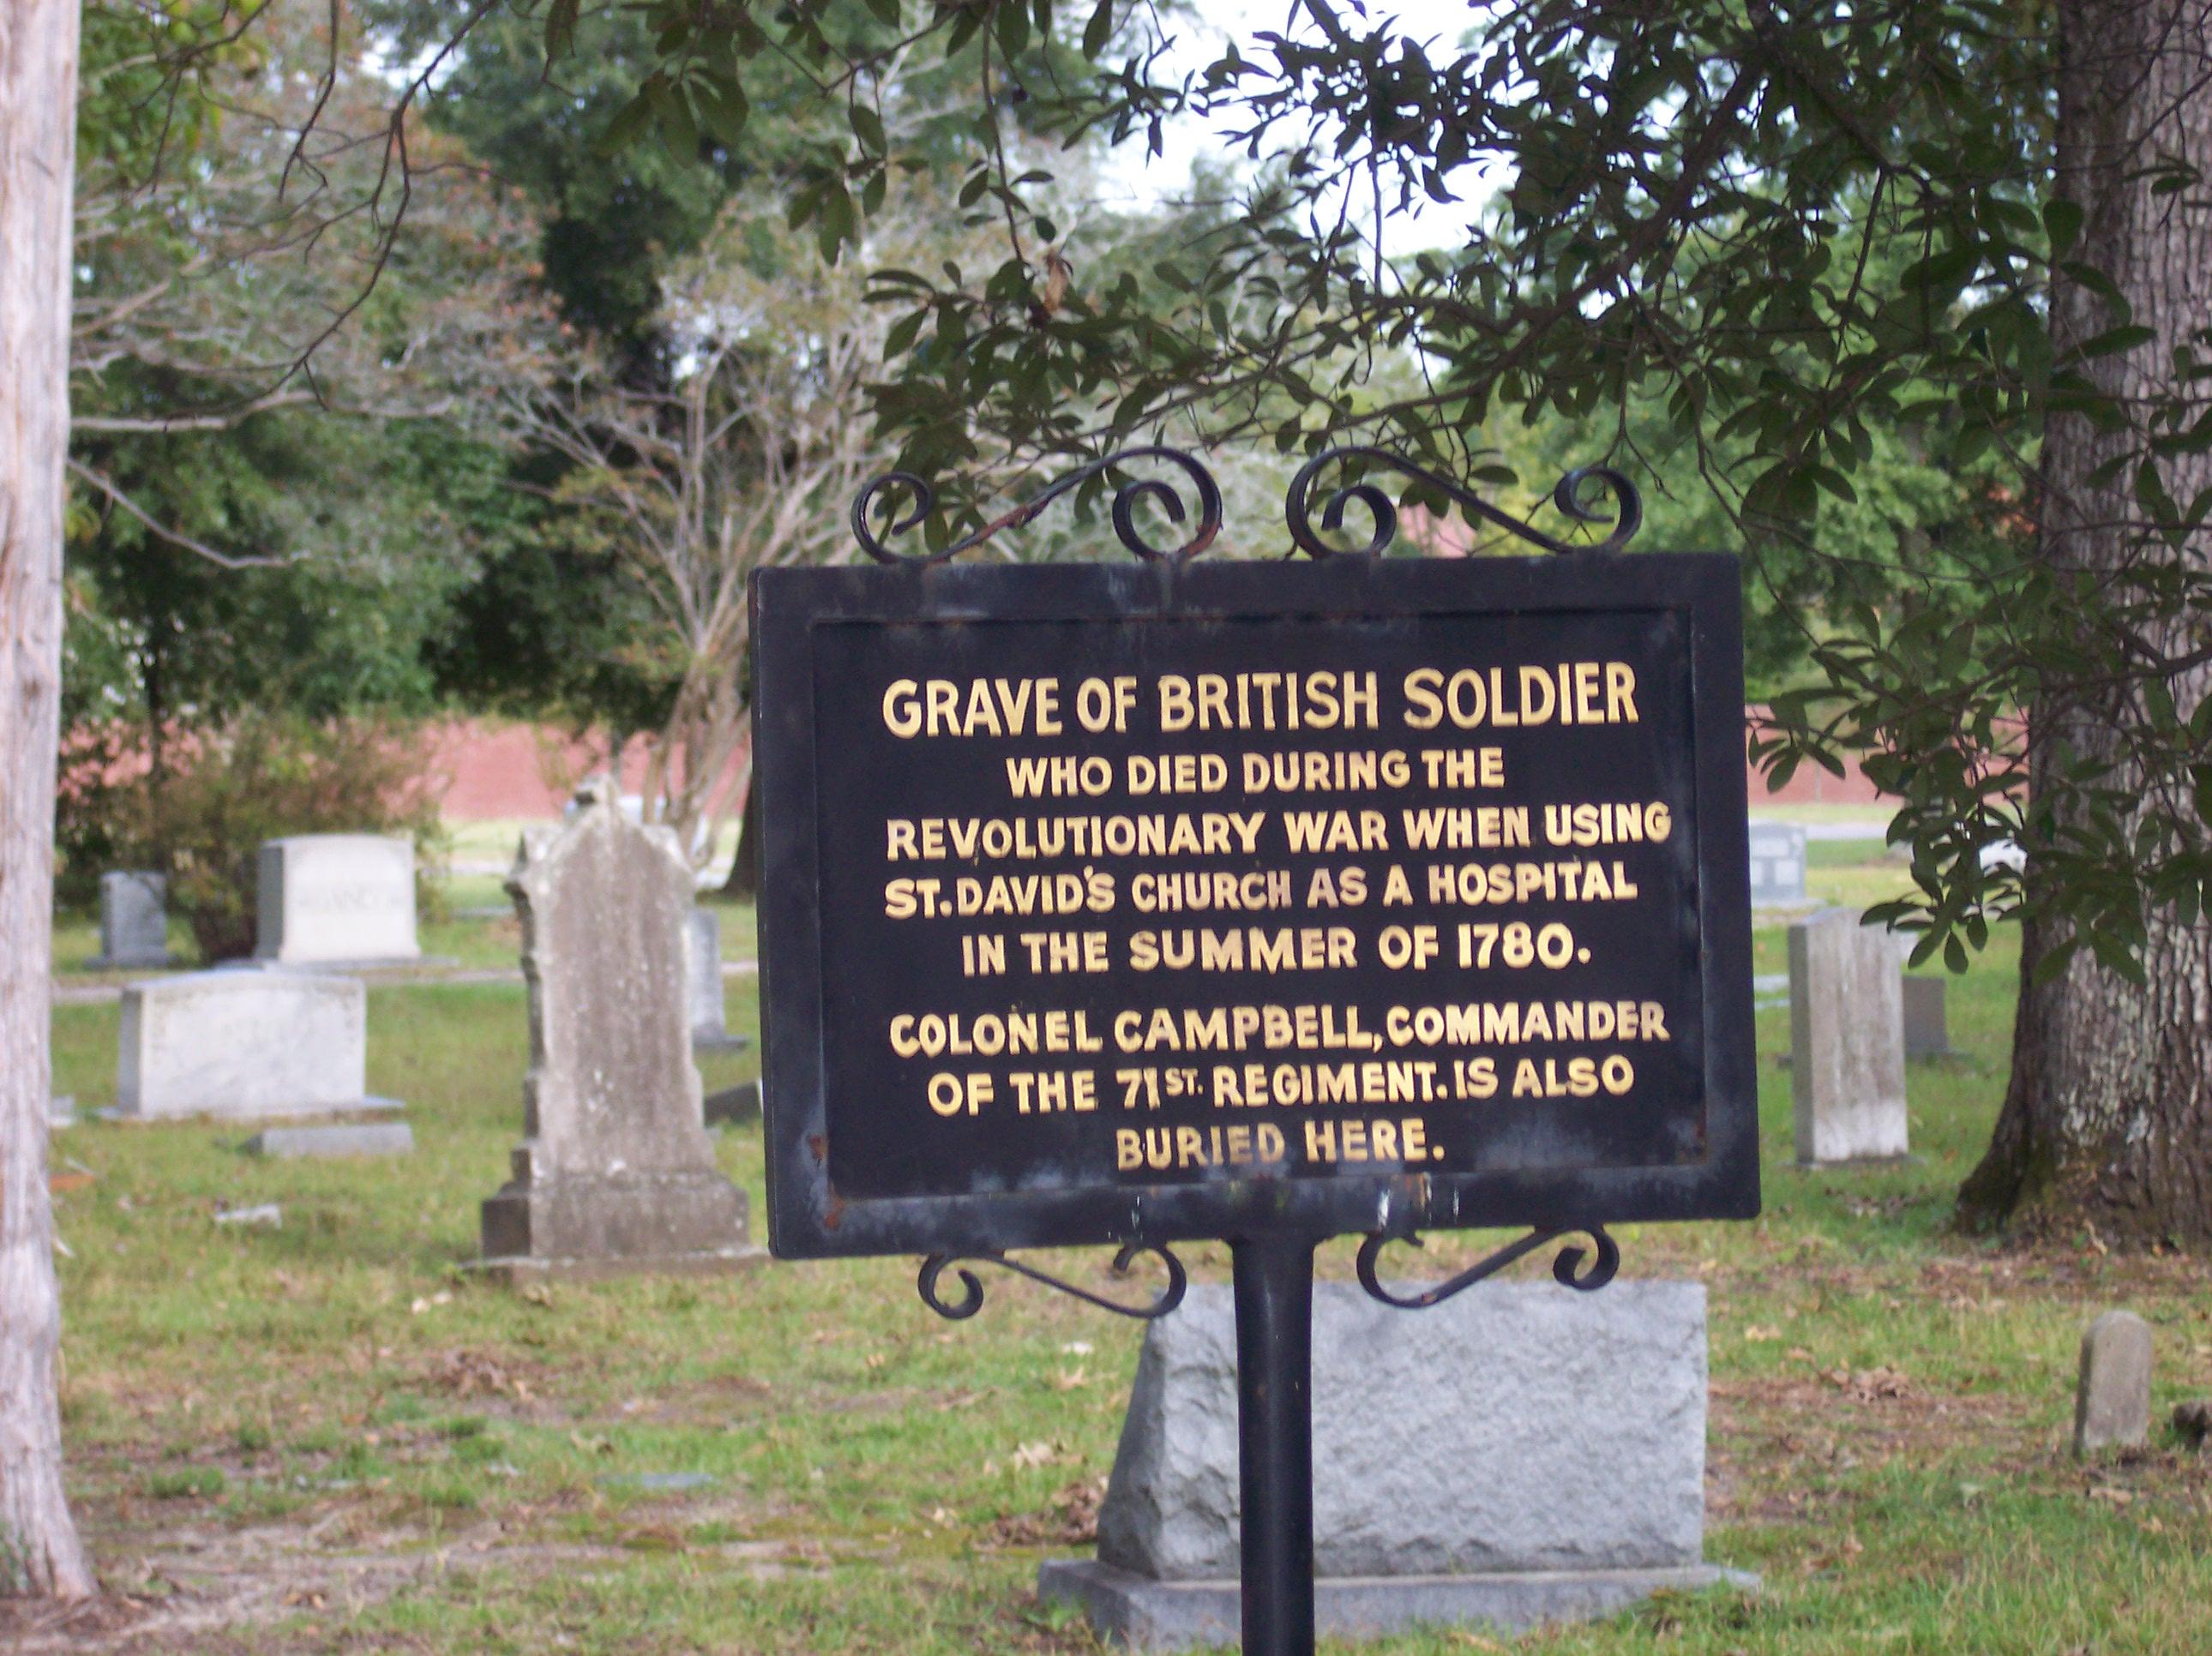 GRAVE OF BRITISH SOLDIER
WHO DIED DURING THE
REVOLUTIONARY WAR WHEN USING
ST. DAVID'S CHURCH AS A HOSPITAL
IN THE SUMMER OF 1780.
COLONEL CAMPBELL, COMMANDER
OF THE 71ST. REGIMENT. IS ALSO
BURIED HERE.